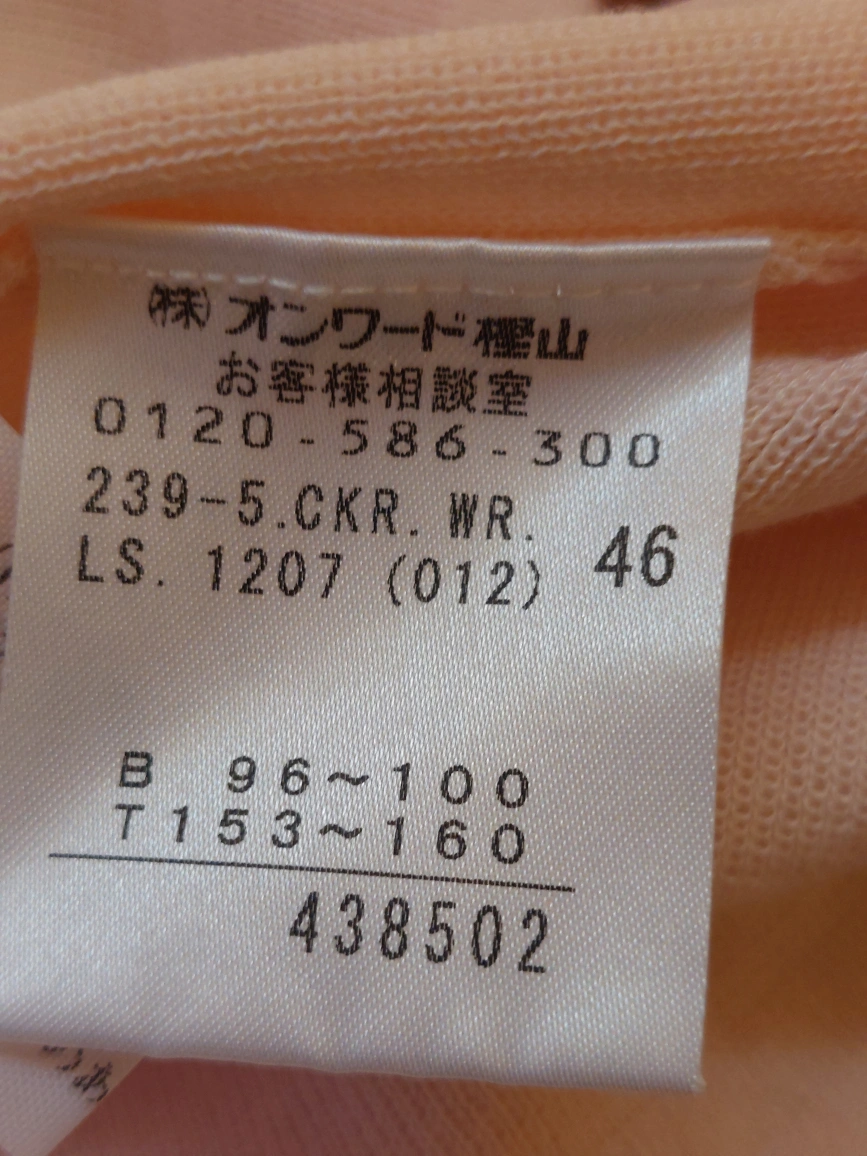 ㈱オンワード樫山
お客様相談室
0120-586-300
239-5.CKR.WR.
LS. 1207 (012) 46
B 96～100
T153～160
438502